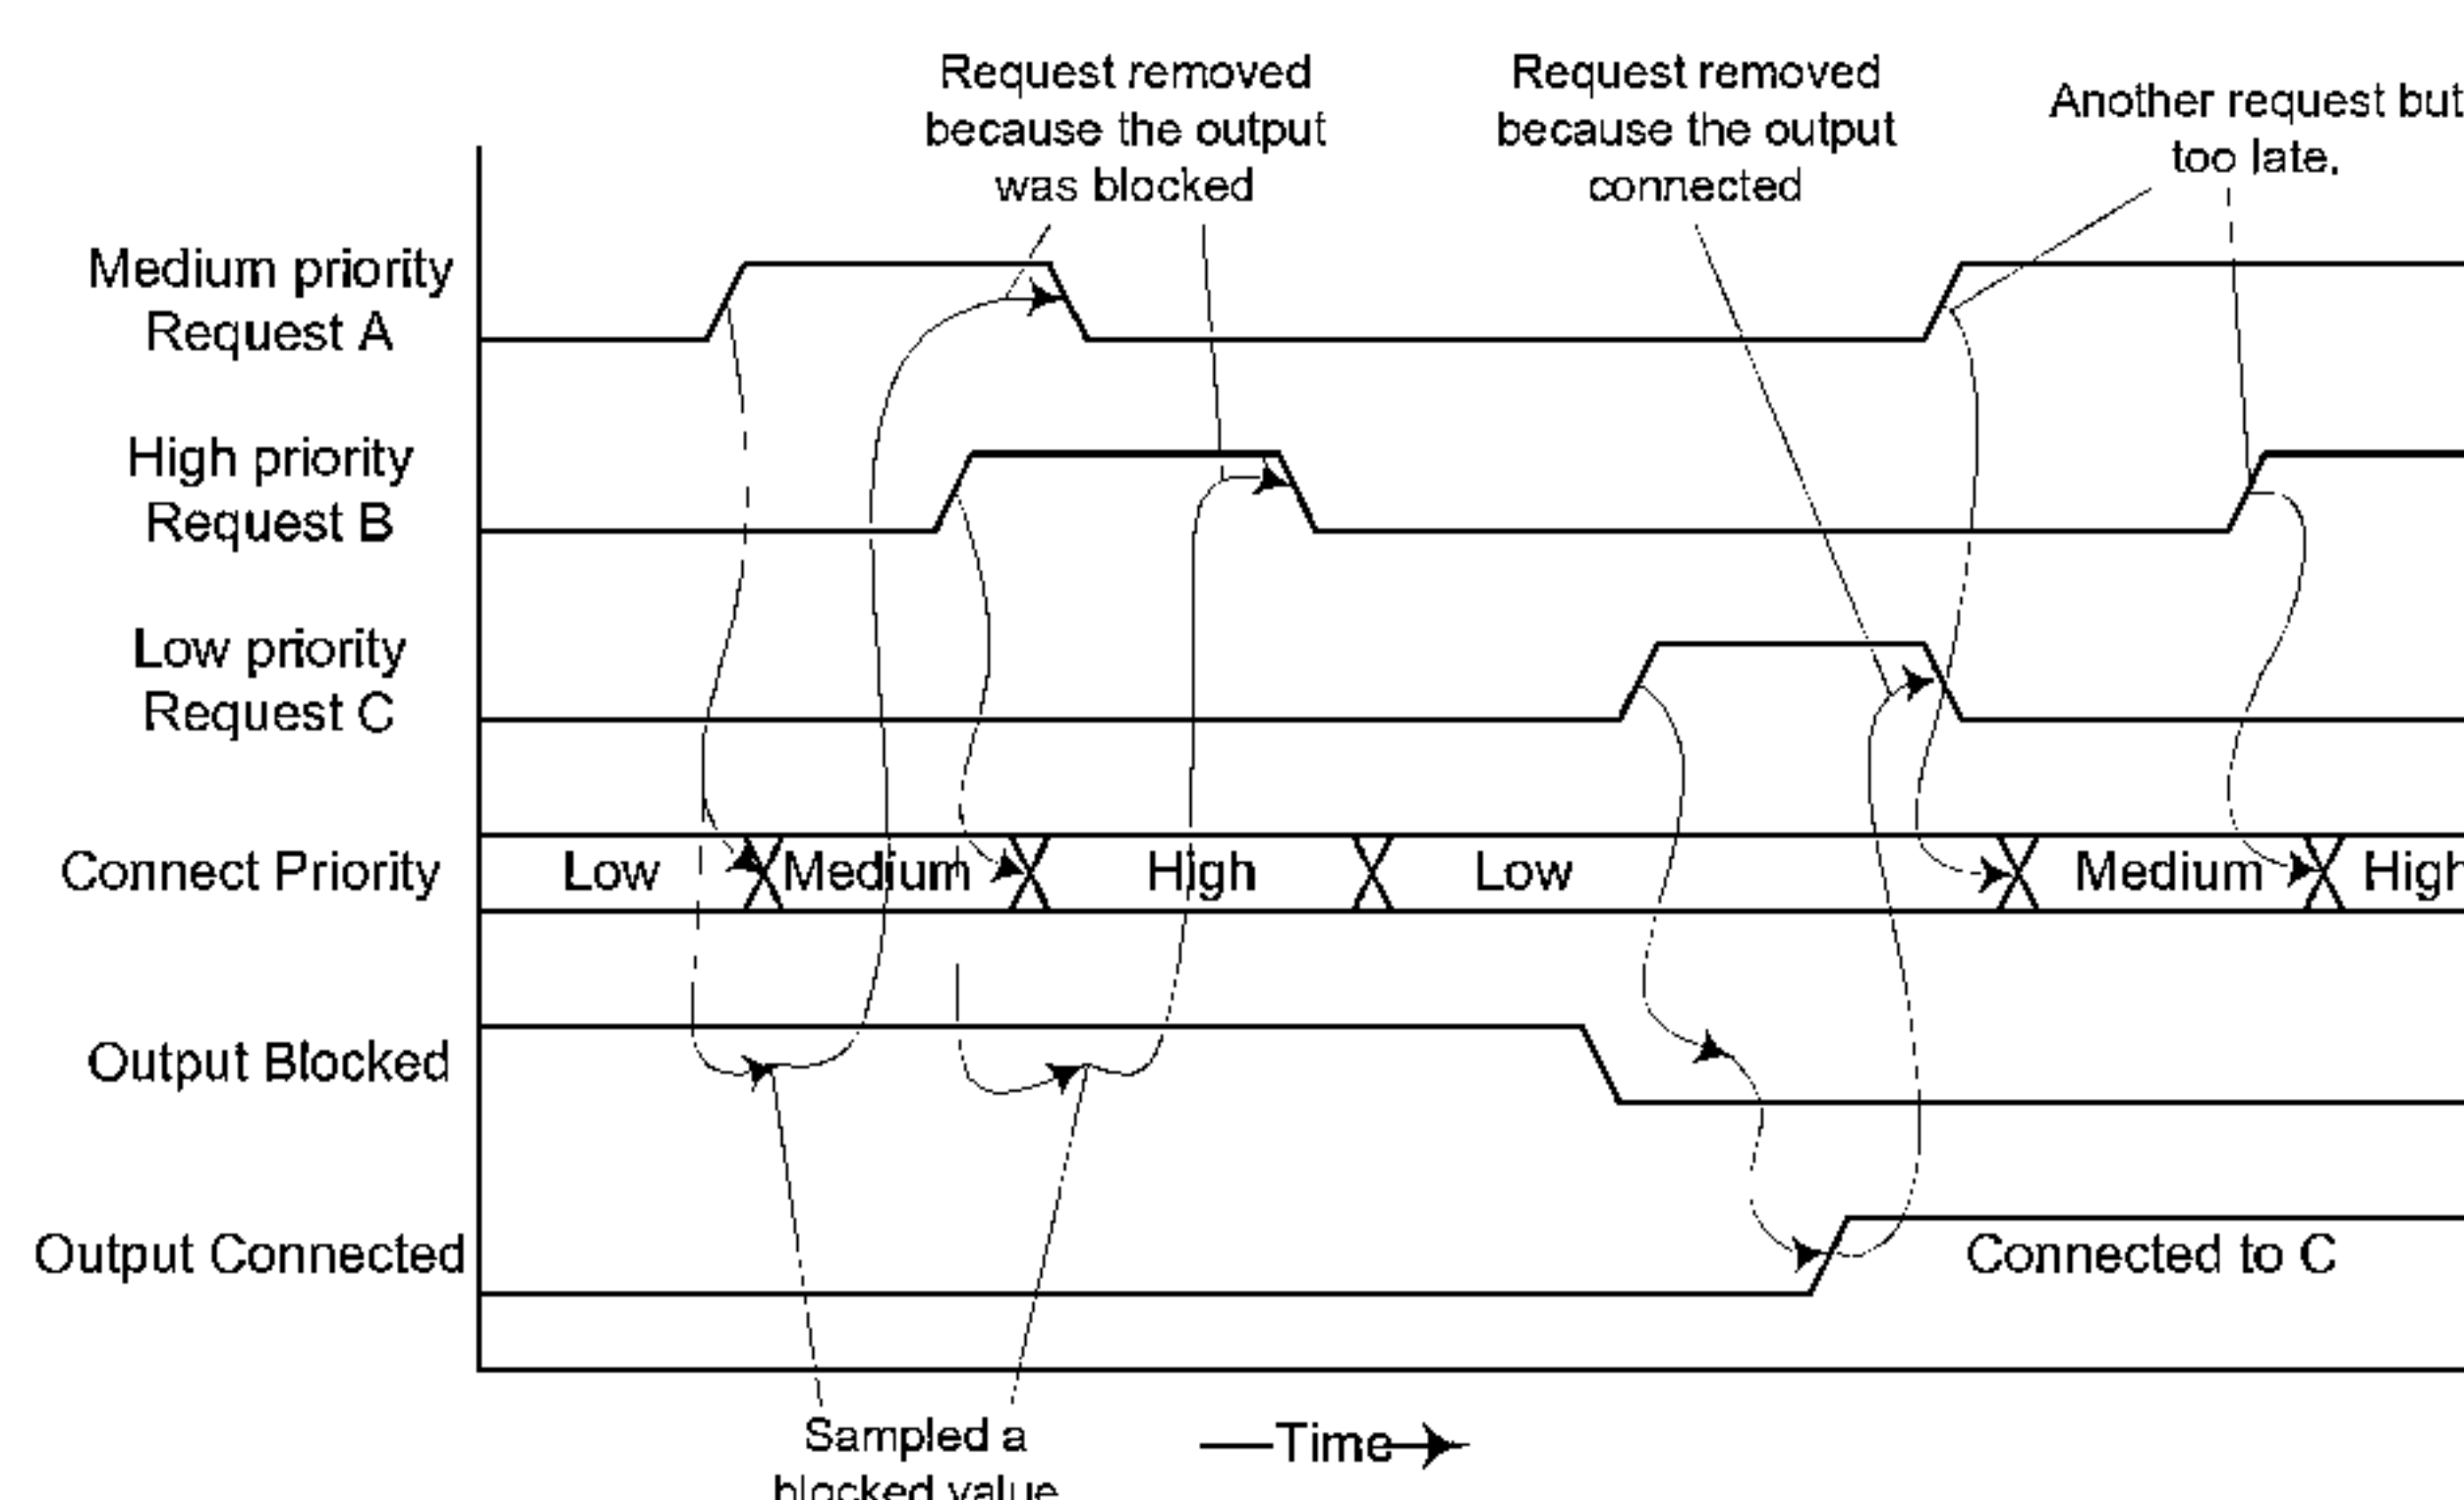 Request removed
because the output
was blocked
Request removed
because the output
connected
Another request but
too late.
Medium priority
Request A
High priority
Request B
Low priority
Request C
Connect Priority
Low
Medium
High
Low
Medium
High
Output Blocked
Output Connected
Connected to C
Sampled a
blocked value
Time